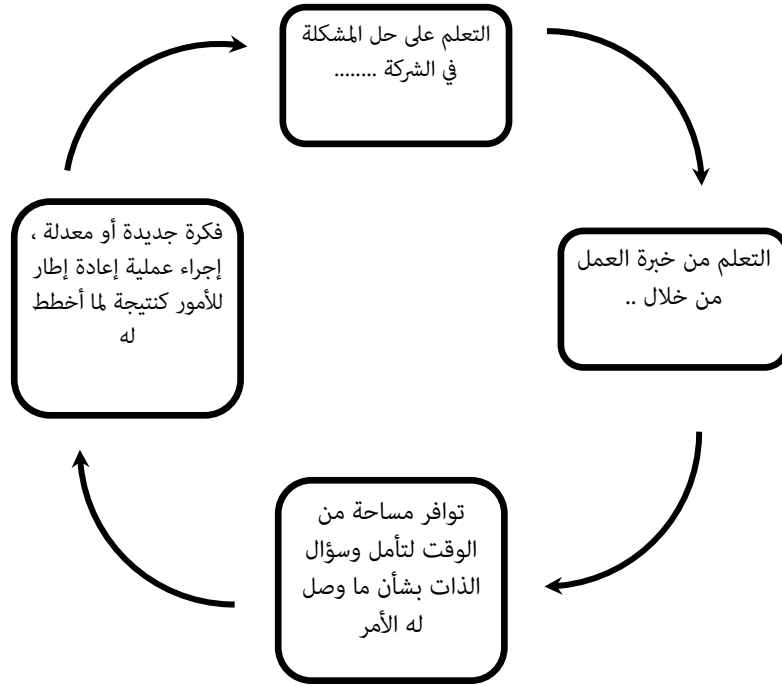 التعلم على حل المشكلة
في الشركة ........
التعلم من خبرة العمل
من خلال ..
توافر مساحة من
الوقت لتأمل وسؤال
الذات بشأن ما وصل
له الأمر
فكرة جديدة أو معدلة ،
إجراء عملية إعادة إطار
للأمور كنتيجة لما أخطط
له